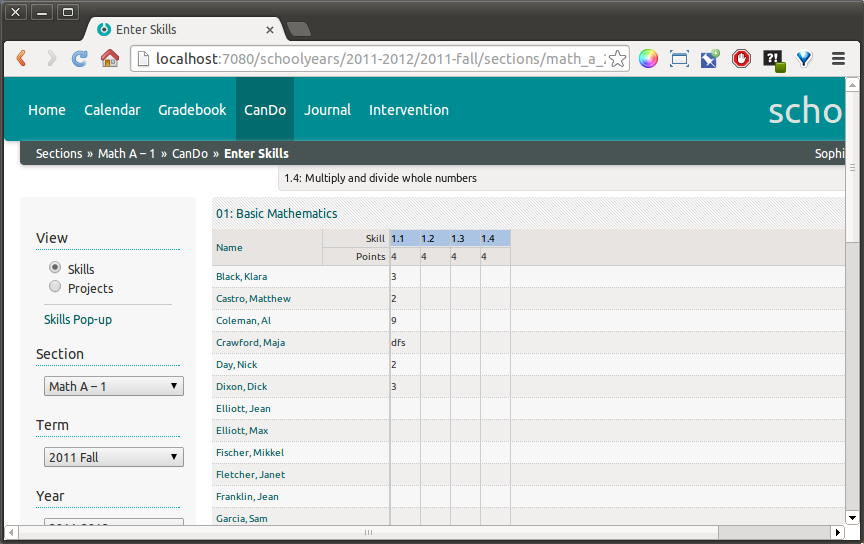 Enter Skills
localhost:7080/schoolyears/2011-2012/2011-fall/sections/math_a_
Home Calendar Gradebook CanDo Journal Intervention scho
Sections » Math A – 1 » CanDo » Enter Skills Sophi
1.4: Multiply and divide whole numbers
01: Basic Mathematics
View
Skills
Projects
Skills Pop-up
Section
Math A – 1
Term
2011 Fall
Year
Name Skill 1.1 1.2 1.3 1.4
Points 4 4 4 4
Black, Klara 3
Castro, Matthew 2
Coleman, Al 9
Crawford, Maja dfs
Day, Nick 2
Dixon, Dick 3
Elliott, Jean
Elliott, Max
Fischer, Mikkel
Fletcher, Janet
Franklin, Jean
Garcia, Sam